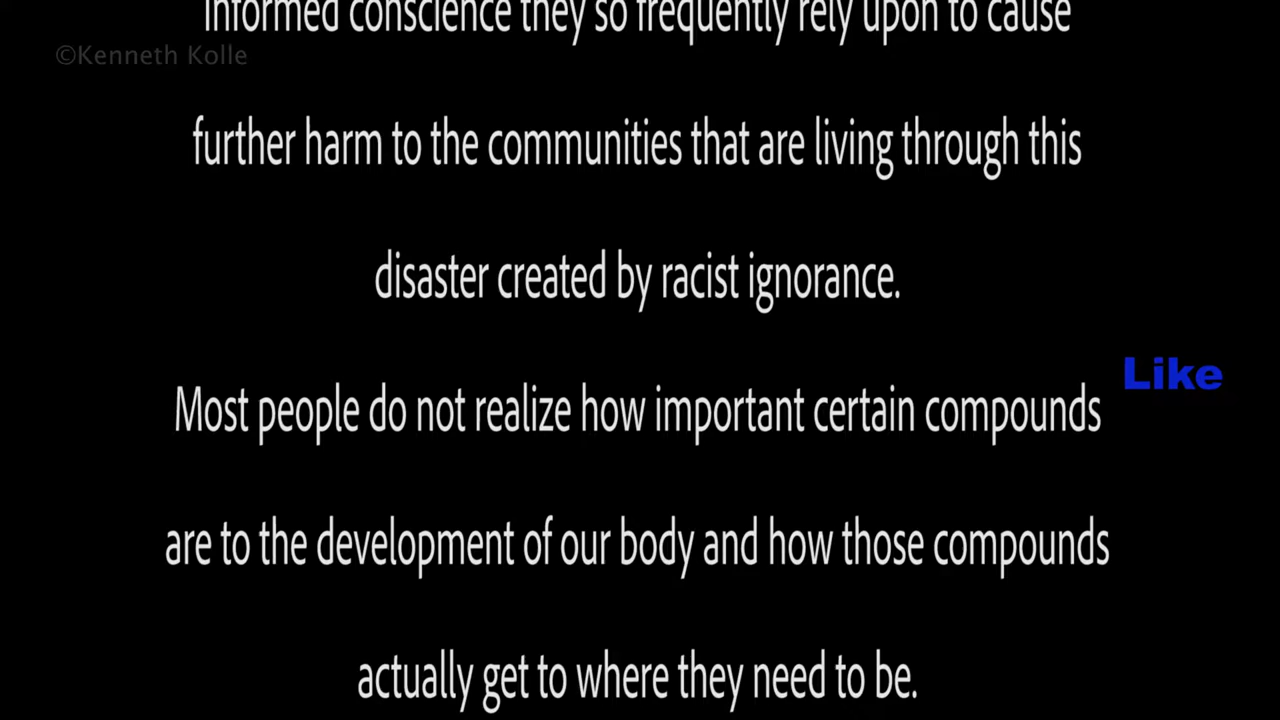 informed conscience they so frequently rely upon to cause
©Kenneth Kolle
further harm to the communities that are living through this
disaster created by racist ignorance.
Like
Most people do not realize how important certain compounds
are to the development of our body and how those compounds
actually get to where they need to be.